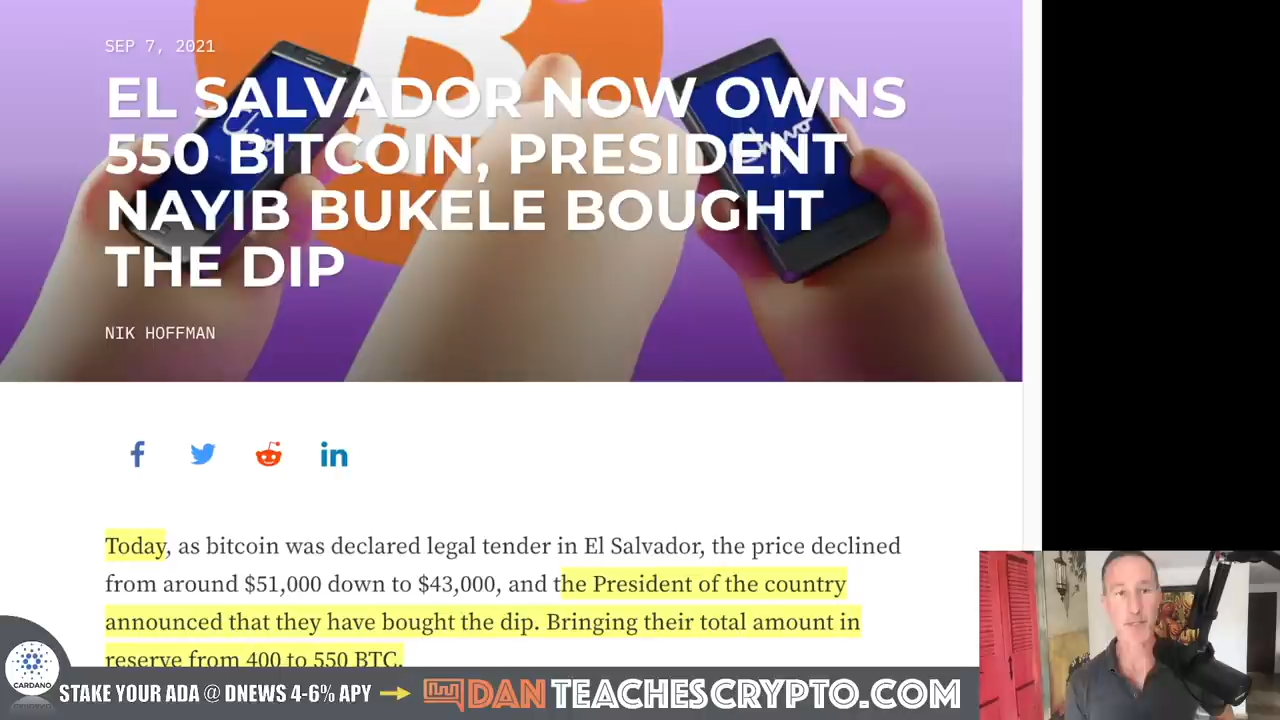 SEP 7, 2021
EL SALVADOR NOW OWNS
550 BITCOIN, PRESIDENT
NAYIB BUKELE BOUGHT
THE DIP
NIK HOFFMAN
Today, as bitcoin was declared legal tender in El Salvador, the price declined
from around $51,000 down to $43,000, and the President of the country
announced that they have bought the dip. Bringing their total amount in
reserve from 400 to 550 BTC.
CARDANO
STAKE YOUR ADA @ DNEWS 4-6% APY
DANTEACHESCRYPTO.COM